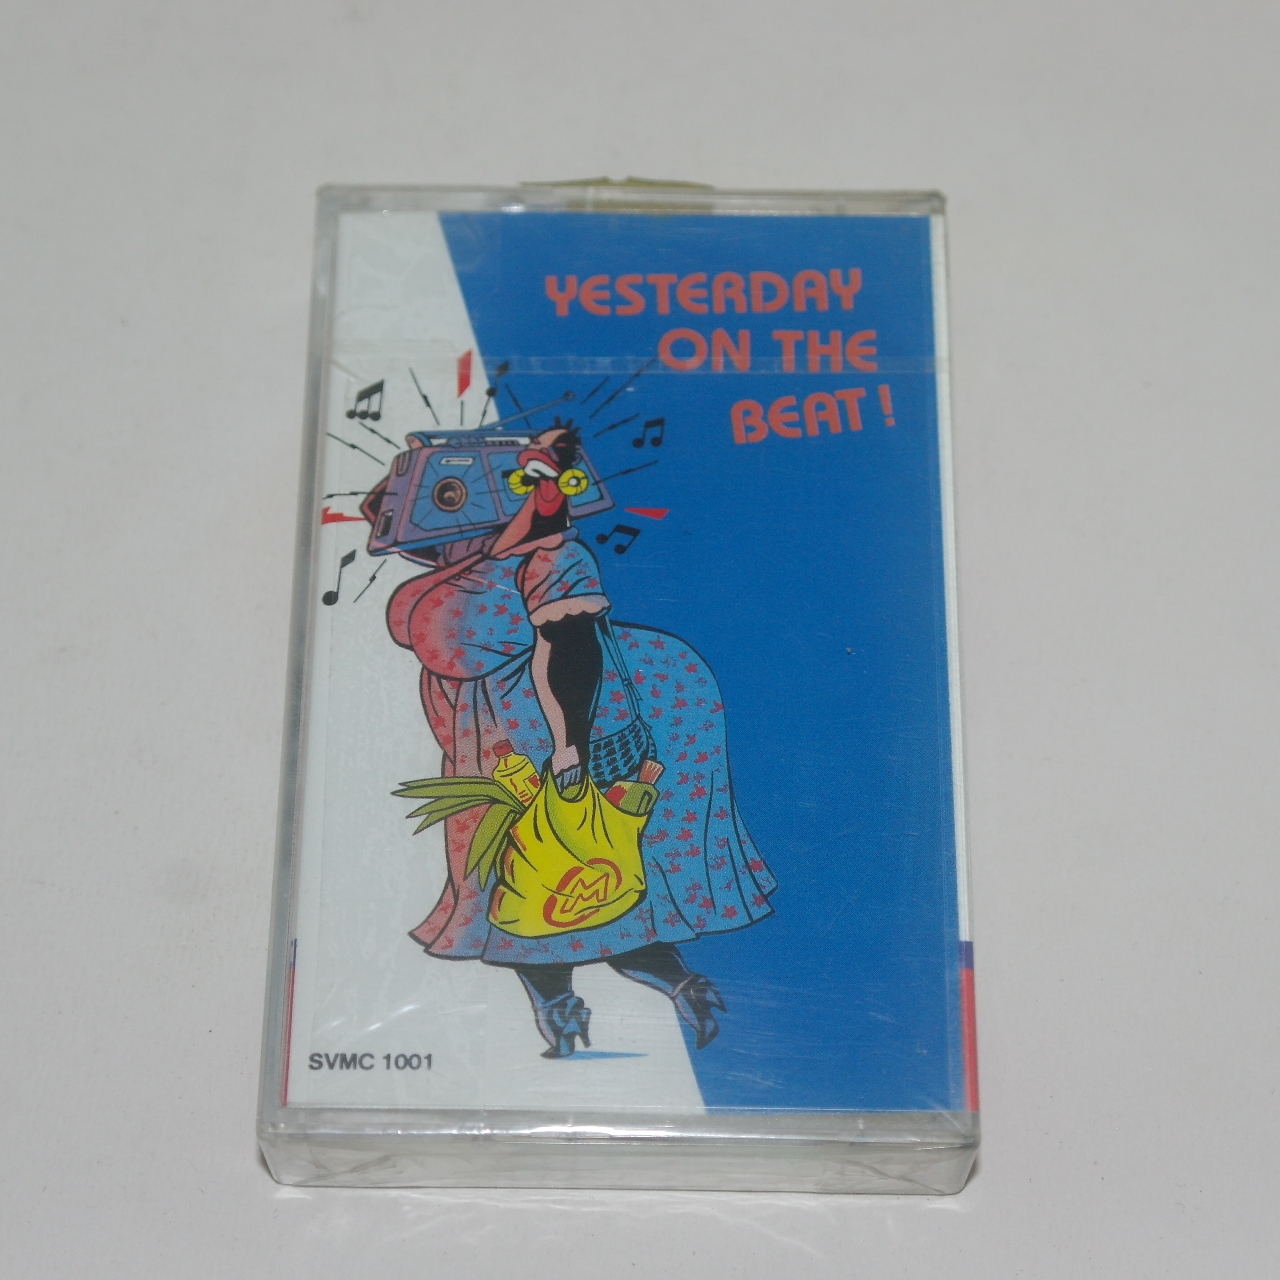 YESTERDAY
ON THE
BEAT!
M
SVMC 1001